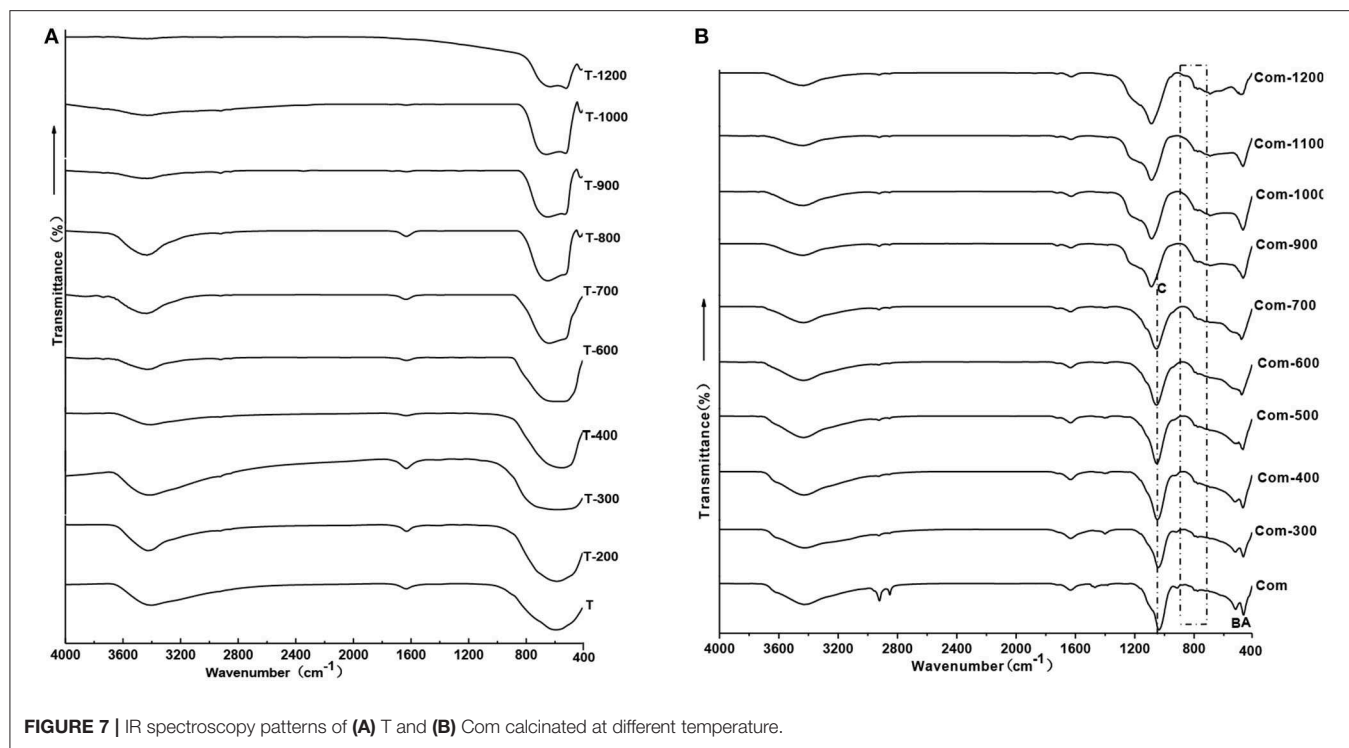 A
T-1200
T-1000
T-900
T-800
T-700
T-600
T-400
T-300
T-200
T
Transmittance (%)
4000 3600 3200 2800 2400 2000 1600 1200 800 400
Wavenumber (cm-1)
B
Com-1200
Com-1100
Com-1000
Com-900
C
Com-700
Com-600
Com-500
Com-400
Com-300
Com
BA
Transmittance (%)
4000 3600 3200 2800 2400 2000 1600 1200 800 400
Wavenumber (cm-1)
FIGURE 7 | IR spectroscopy patterns of (A) T and (B) Com calcinated at different temperature.